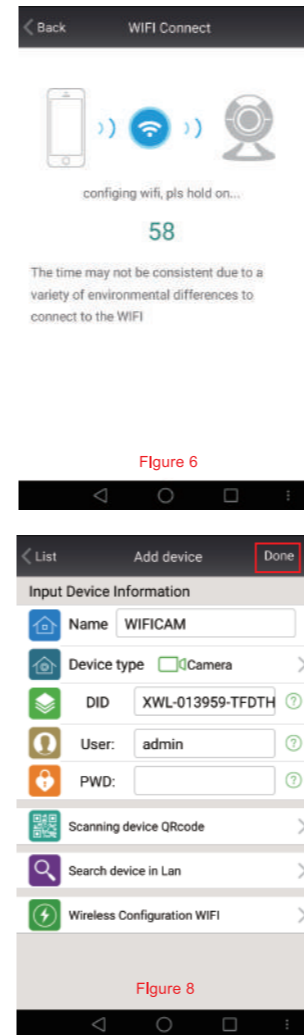 Back WIFI Connect
configing wifi, pls hold on...
58
The time may not be consistent due to a
variety of environmental differences to
connect to the WIFI
FIgure 6
List Add device Done
Input Device Information
Name WIFICAM
Device type Camera
DID XWL-013959-TFDTH ?
User: admin ?
PWD: ?
Scanning device QRcode
Search device in Lan
Wireless Configuration WIFI
FIgure 8